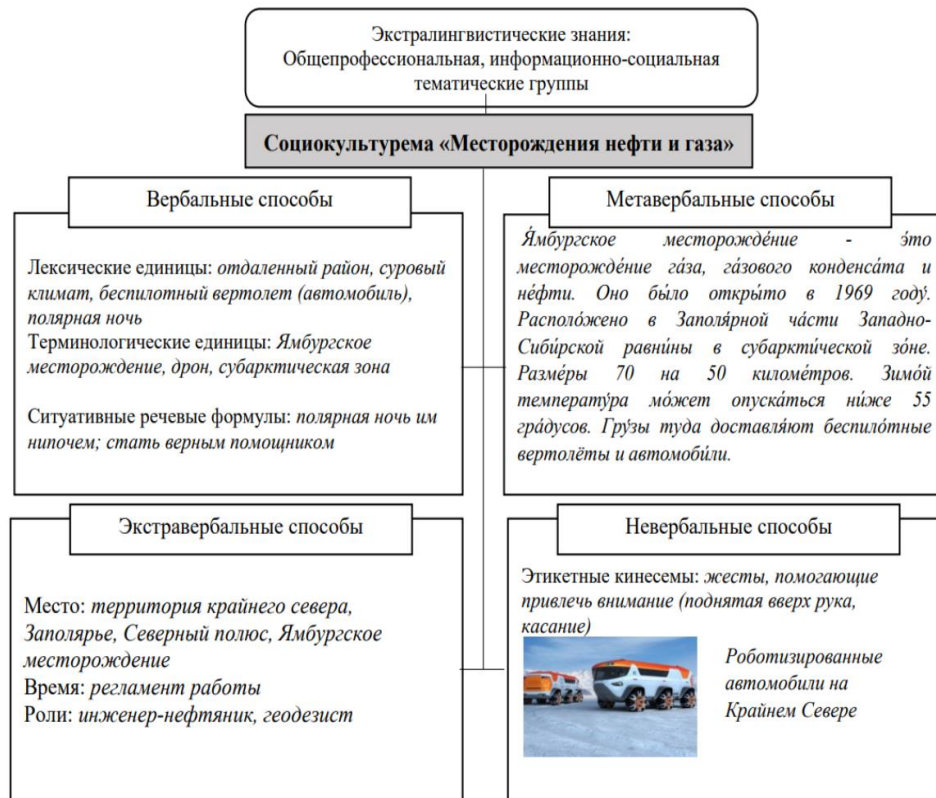 Экстралингвистические знания:
Общепрофессиональная, информационно-социальная
тематические группы
Социокультурема «Месторождения нефти и газа»
Вербальные способы
Лексические единицы: отдаленный район, суровый
климат, беспилотный вертолет (автомобиль),
полярная ночь
Терминологические единицы: Ямбургское
месторождение, дрон, субарктическая зона
Ситуативные речевые формулы: полярная ночь им
нипочем; стать верным помощником
Метавербальные способы
Я́мбургское месторожде́ние - э́то
месторожде́ние га́за, га́зового конденса́та и
не́фти. Оно бы́ло откры́то в 1969 году́.
Располо́жено в Заполя́рной ча́сти Западно-
Сиби́рской равни́ны в субаркти́ческой зо́не.
Разме́ры 70 на 50 киломе́тров. Зимо́й
температу́ра мо́жет опуска́ться ни́же 55
гра́дусов. Гру́зы туда доставля́ют беспило́тные
вертолёты и автомоби́ли.
Экстравербальные способы
Место: территория крайнего севера,
Заполярье, Северный полюс, Ямбургское
месторождение
Время: регламент работы
Роли: инженер-нефтяник, геодезист
Невербальные способы
Этикетные кинесемы: жесты, помогающие
привлечь внимание (поднятая вверх рука,
касание)
Роботизированные
автомобили на
Крайнем Севере